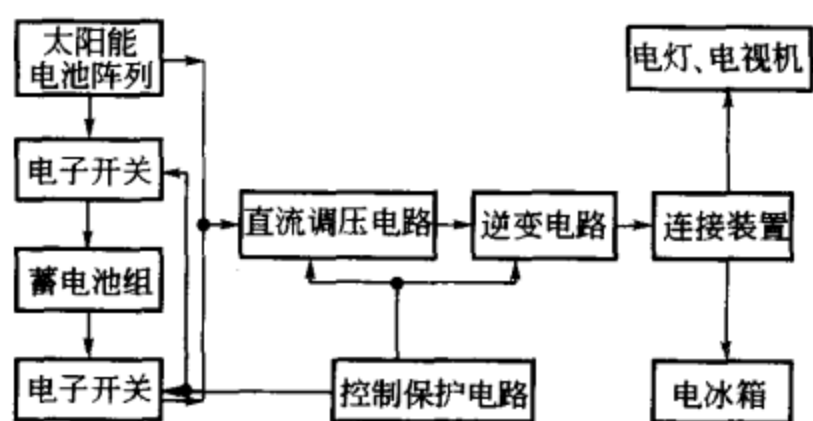 太阳能
电池阵列
电子开关
蓄电池组
电子开关
直流调压电路
逆变电路
控制保护电路
连接装置
电灯、电视机
电冰箱